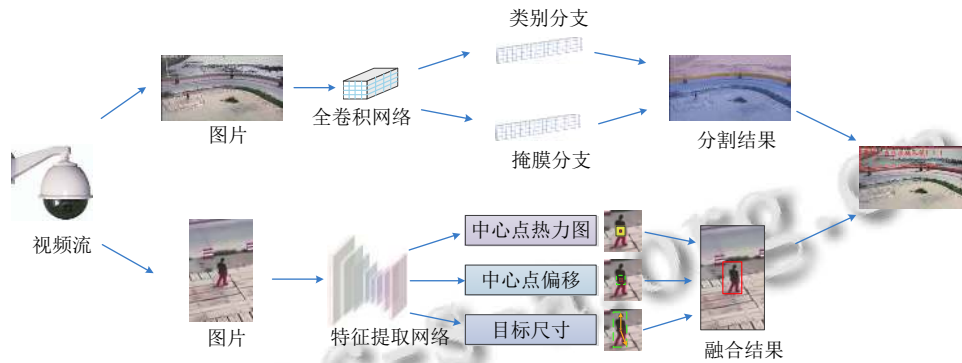 类别分支
图片
全卷积网络
掩膜分支
分割结果
视频流
中心点热力图
中心点偏移
目标尺寸
图片
特征提取网络
融合结果